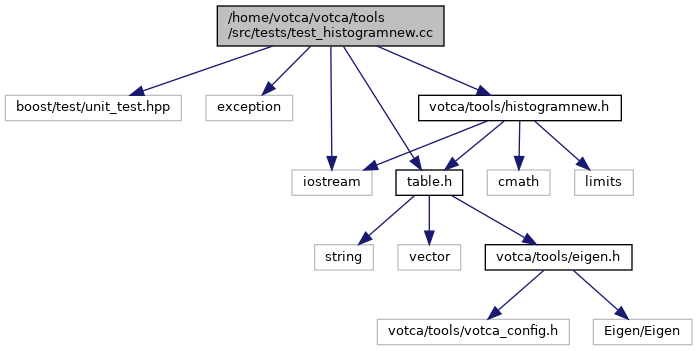 /home/votca/votca/tools
/src/tests/test_histogramnew.cc
boost/test/unit_test.hpp
exception
votca/tools/histogramnew.h
iostream
table.h
cmath
limits
string
vector
votca/tools/eigen.h
votca/tools/votca_config.h
Eigen/Eigen